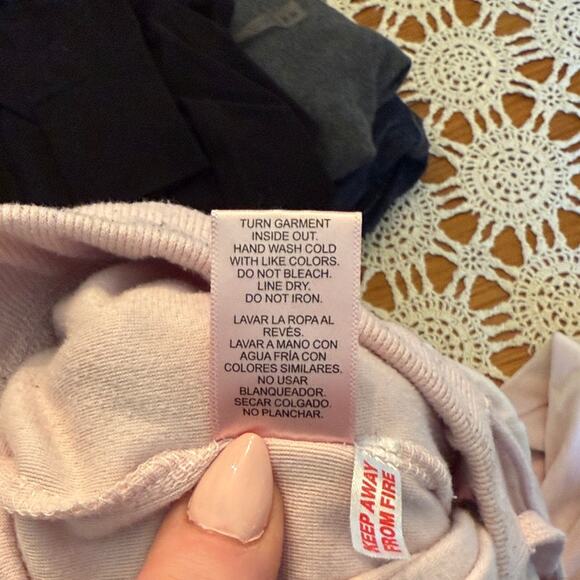 TURN GARMENT
INSIDE OUT.
HAND WASH COLD
WITH LIKE COLORS.
DO NOT BLEACH.
LINE DRY.
DO NOT IRON.
LAVAR LA ROPA AL
REVÉS.
LAVAR A MANO CON
AGUA FRÍA CON
COLORES SIMILARES.
NO USAR
BLANQUEADOR.
SECAR COLGADO.
NO PLANCHAR.
KEEP AWAY
FROM FIRE